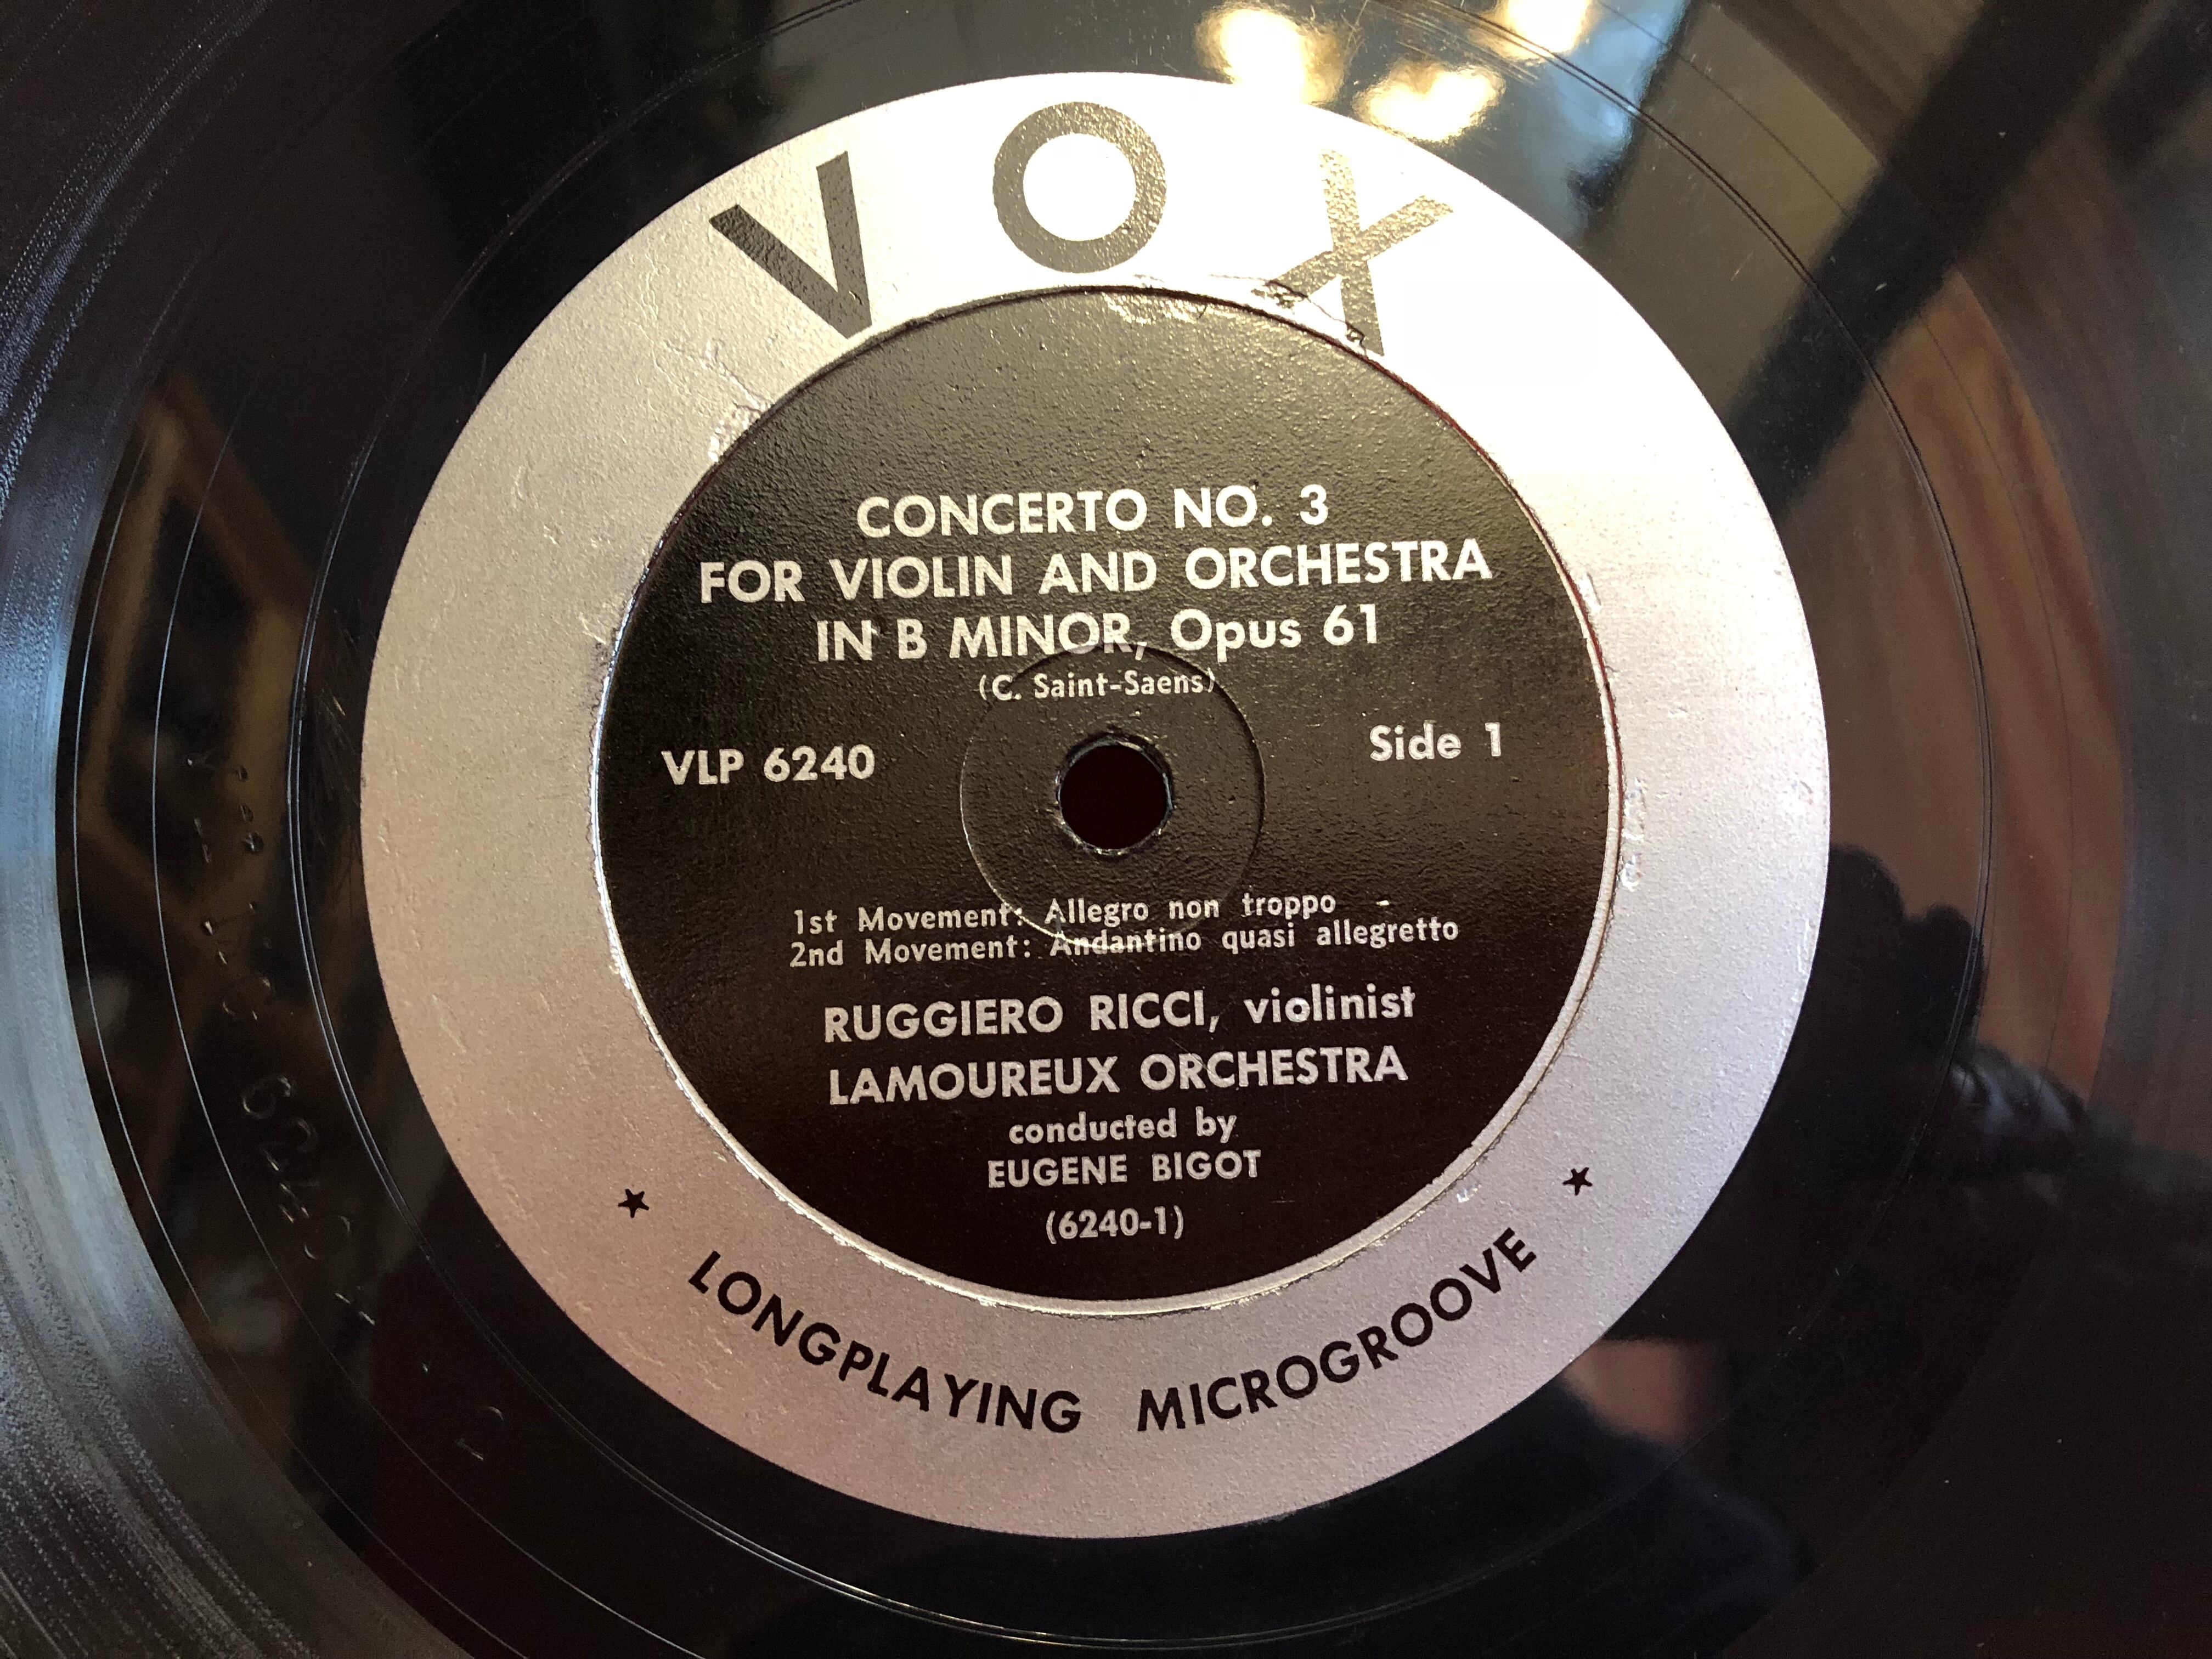 VOX
CONCERTO NO. 3
FOR VIOLIN AND ORCHESTRA
IN B MINOR, Opus 61
(C. Saint-Saens)
VLP 6240
Side 1
1st Movement: Allegro non troppo -
2nd Movement: Andantino quasi allegretto
RUGGIERO RICCI, violinist
LAMOUREUX ORCHESTRA
conducted by
EUGENE BIGOT
(6240-1)
★ LONGPLAYING MICROGROOVE ★